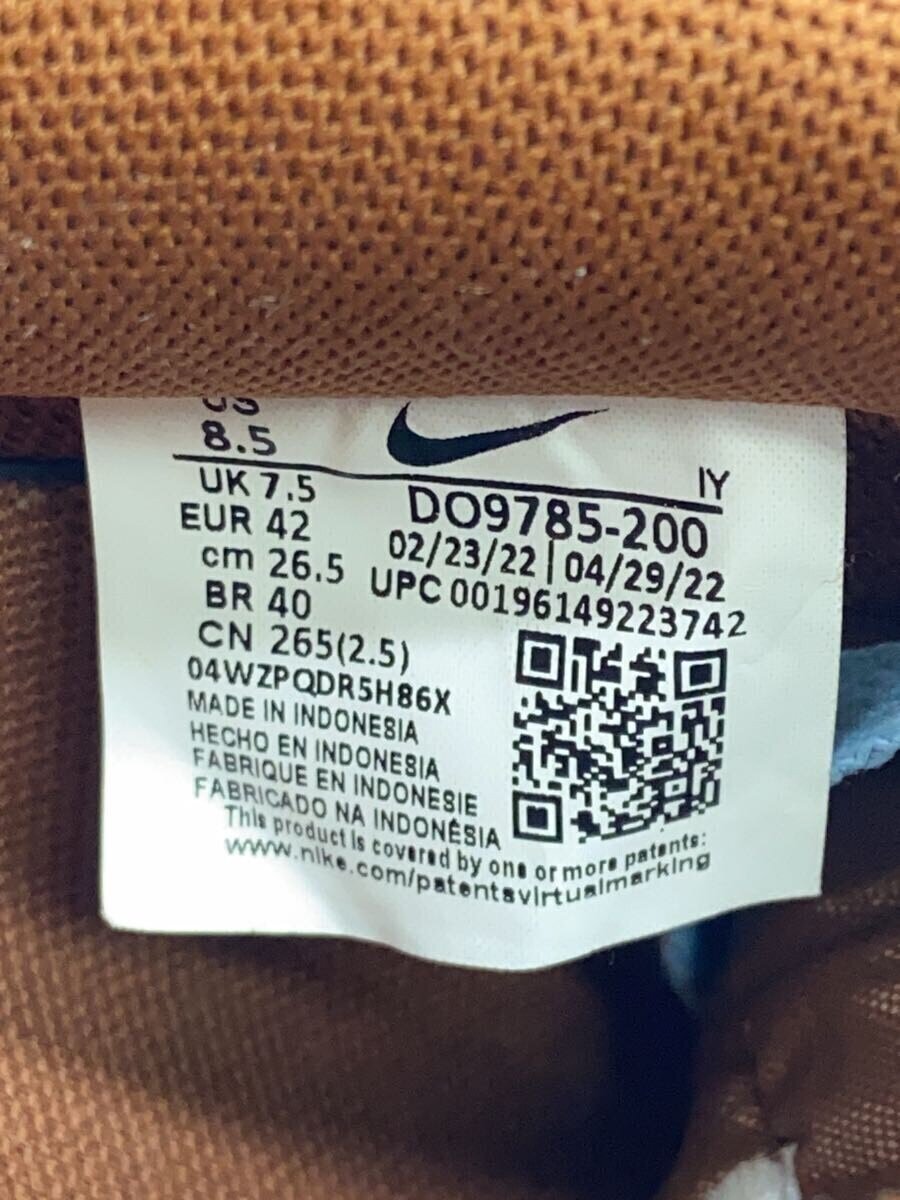 US
8.5
UK 7.5
EUR 42
cm 26.5
BR 40
CN 265(2.5)
IY
DO9785-200
02/23/22 | 04/29/22
UPC 00196149223742
04WZPQDR5H86X
MADE IN INDONESIA
HECHO EN INDONESIA
FABRIQUE EN INDONESIE
FABRICADO NA INDONÉSIA
This product is covered by one or more patents:
www.nike.com/patentsvirtualmarking